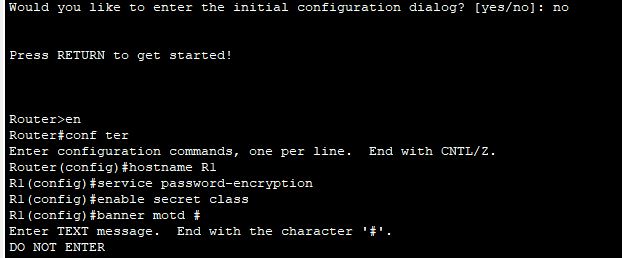 Would you like to enter the initial configuration dialog? [yes/no]: no
Press RETURN to get started!
Router>en
Router#conf ter
Enter configuration commands, one per line.  End with CNTL/Z.
Router(config)#hostname R1
R1(config)#service password-encryption
R1(config)#enable secret class
R1(config)#banner motd #
Enter TEXT message.  End with the character '#'.
DO NOT ENTER